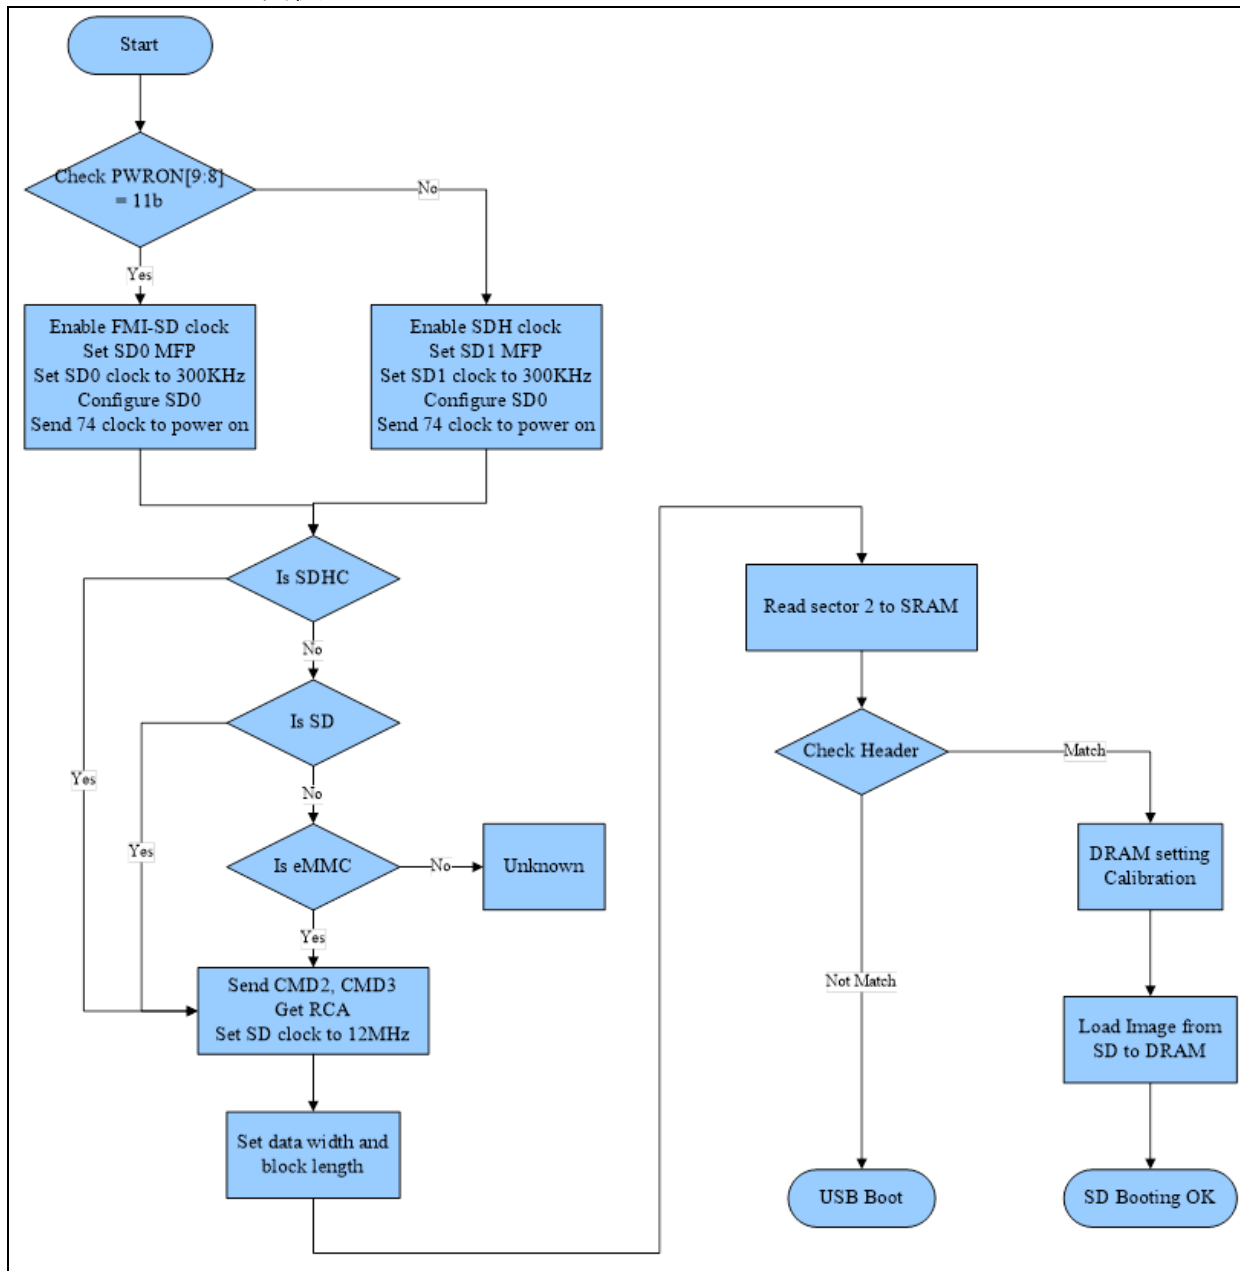 Start
Check PWRON[9:8]
= 11b
No
Yes
Enable FMI-SD clock
Set SD0 MFP
Set SD0 clock to 300KHz
Configure SD0
Send 74 clock to power on
Enable SDH clock
Set SD1 MFP
Set SD1 clock to 300KHz
Configure SD0
Send 74 clock to power on
Is SDHC
No
Yes
Is SD
No
Yes
Is eMMC
No
Unknown
Yes
Send CMD2, CMD3
Get RCA
Set SD clock to 12MHz
Set data width and
block length
Read sector 2 to SRAM
Check Header
Match
Not Match
DRAM setting
Calibration
Load Image from
SD to DRAM
USB Boot
SD Booting OK